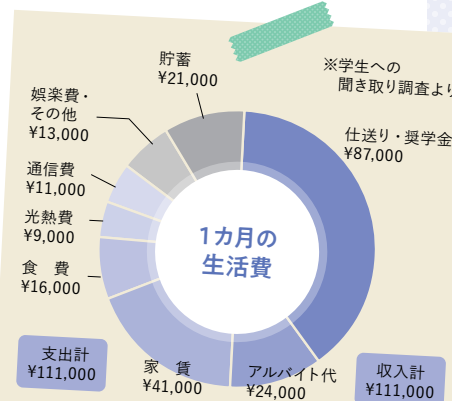 ※学生への
聞き取り調査より
貯蓄
¥21,000
娯楽費・
その他
¥13,000
仕送り・奨学金
¥87,000
通信費
¥11,000
光熱費
¥9,000
食 費
¥16,000
1カ月の
生活費
支出計
¥111,000
家 賃
¥41,000
アルバイト代
¥24,000
収入計
¥111,000